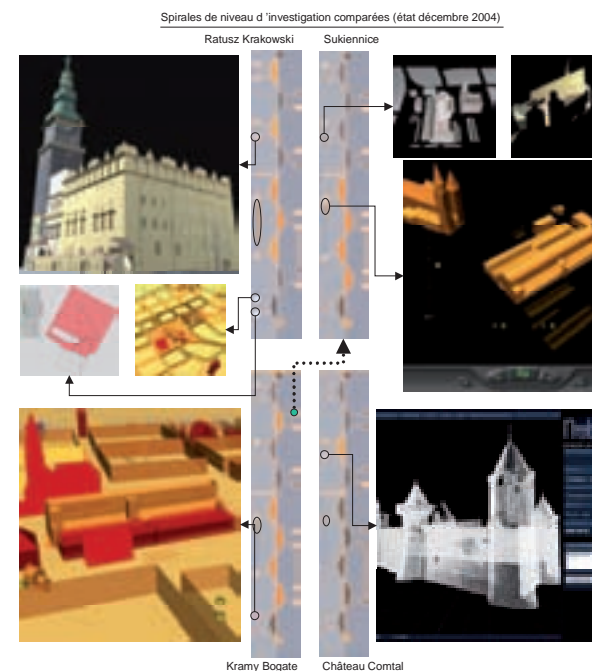 Spirales de niveau d 'investigation comparées (état décembre 2004)
Ratusz Krakowski
Sukiennice
Kramy Bogate
Château Comtal